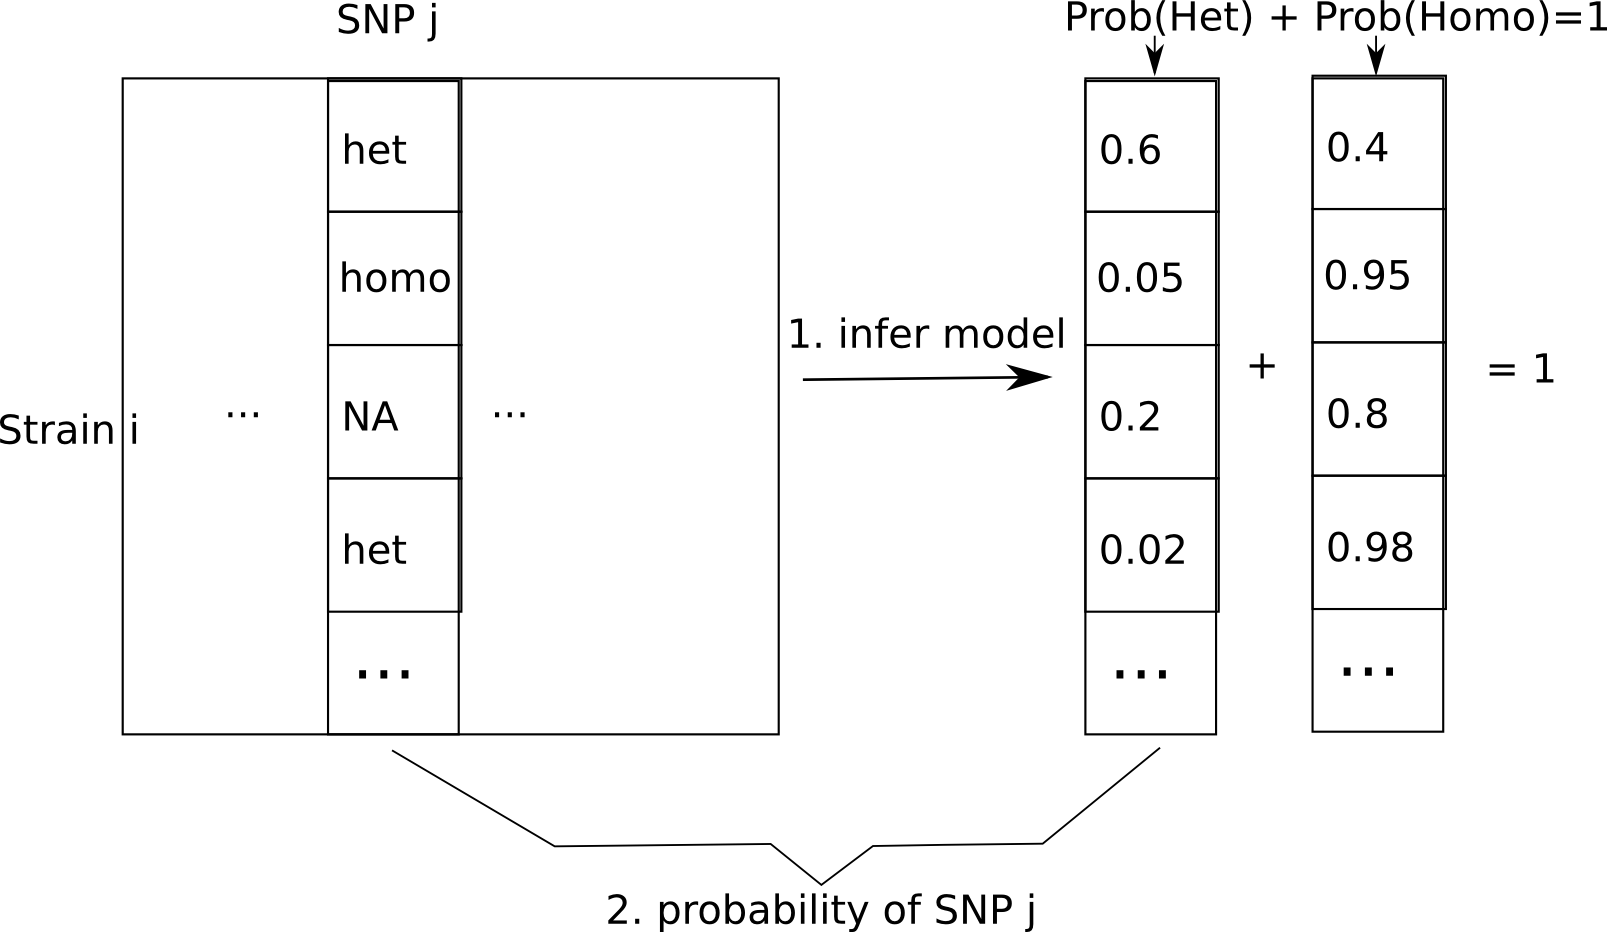 SNP j
Prob(Het) + Prob(Homo)=1
het
0.6
0.4
homo
0.05
0.95
1. infer model
+
= 1
Strain i
...
NA
...
0.2
0.8
het
0.02
0.98
...
...
...
2. probability of SNP j